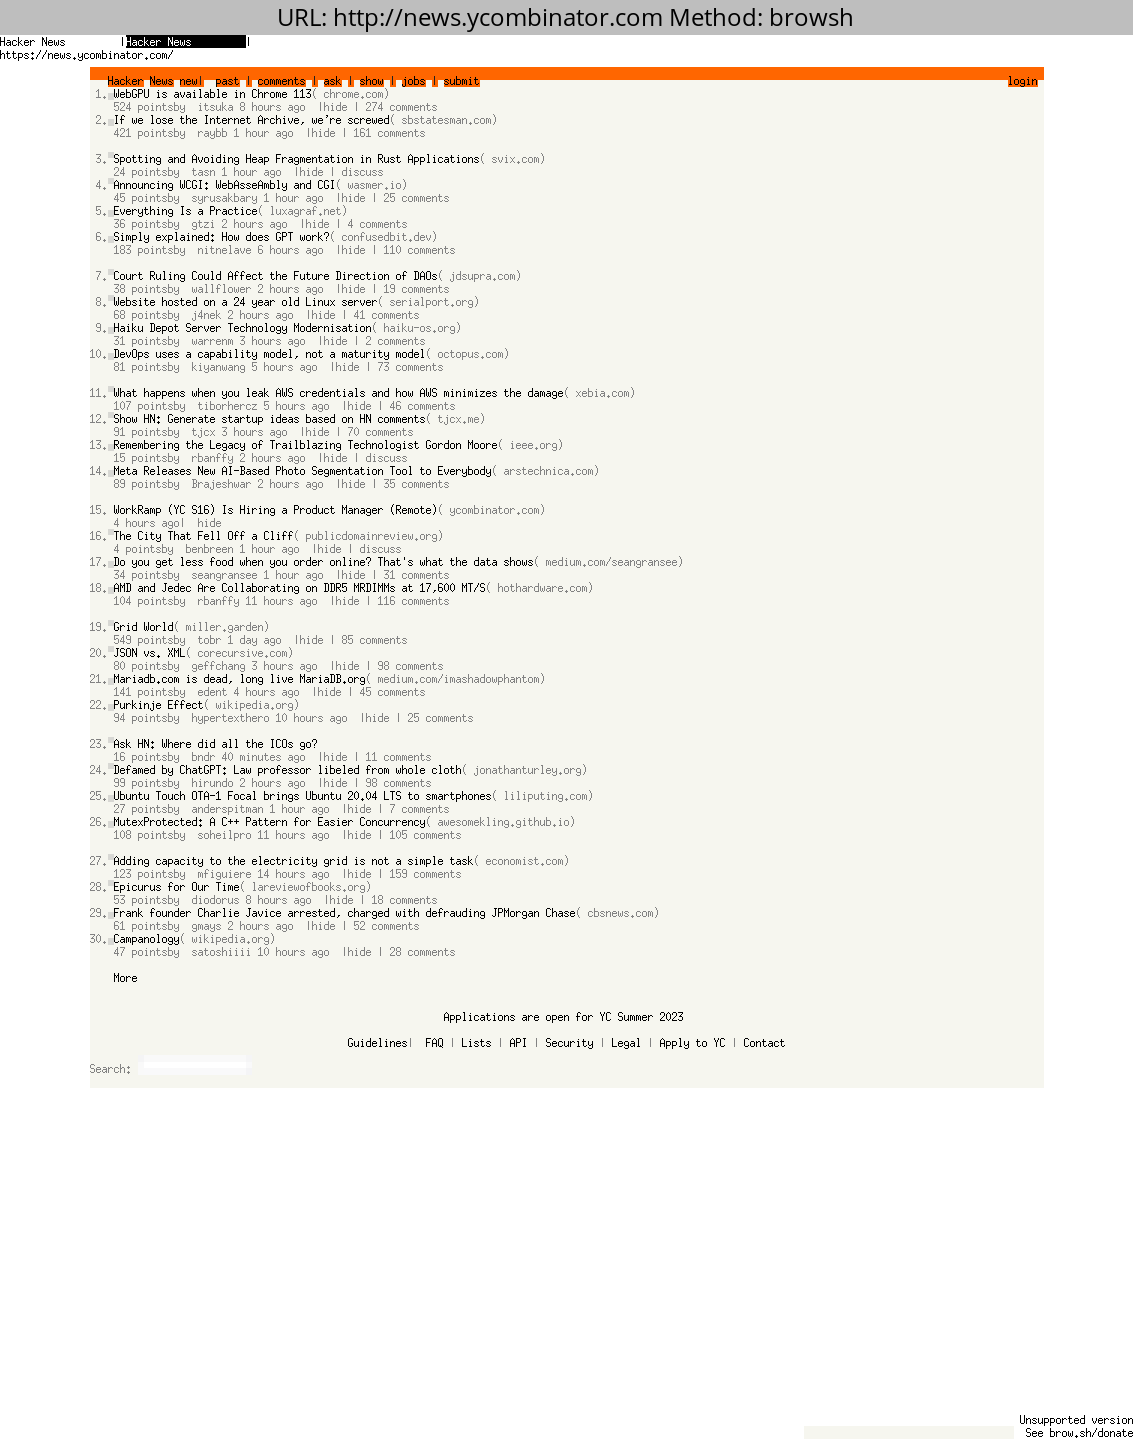 URL: http://news.ycombinator.com Method: browsh
Hacker News |Hacker News |
https://news.ycombinator.com/
Hacker News new| past | comments | ask | show | jobs | submit login
1. WebGPU is available in Chrome 113( chrome.com)
524 pointsby itsuka 8 hours ago |hide | 274 comments
2. If we lose the Internet Archive, we're screwed( sbstatesman.com)
421 pointsby raybb 1 hour ago |hide | 161 comments
3. Spotting and Avoiding Heap Fragmentation in Rust Applications( svix.com)
24 pointsby tasn 1 hour ago |hide | discuss
4. Announcing WCGI: WebAsseAmbly and CGI( wasmer.io)
45 pointsby syrusakbary 1 hour ago |hide | 25 comments
5. Everything Is a Practice( luxagraf.net)
36 pointsby gtzi 2 hours ago |hide | 4 comments
6. Simply explained: How does GPT work?( confusedbit.dev)
183 pointsby nitnelave 6 hours ago |hide | 110 comments
7. Court Ruling Could Affect the Future Direction of DAOs( jdsupra.com)
38 pointsby wallflower 2 hours ago |hide | 19 comments
8. Website hosted on a 24 year old Linux server( serialport.org)
68 pointsby j4nek 2 hours ago |hide | 41 comments
9. Haiku Depot Server Technology Modernisation( haiku-os.org)
31 pointsby warrenm 3 hours ago |hide | 2 comments
10. DevOps uses a capability model, not a maturity model( octopus.com)
81 pointsby kiyanwang 5 hours ago |hide | 73 comments
11. What happens when you leak AWS credentials and how AWS minimizes the damage( xebia.com)
107 pointsby tiborhercz 5 hours ago |hide | 46 comments
12. Show HN: Generate startup ideas based on HN comments( tjcx.me)
91 pointsby tjcx 3 hours ago |hide | 70 comments
13. Remembering the Legacy of Trailblazing Technologist Gordon Moore( ieee.org)
15 pointsby rbanffy 2 hours ago |hide | discuss
14. Meta Releases New AI-Based Photo Segmentation Tool to Everybody( arstechnica.com)
89 pointsby Brajeshwar 2 hours ago |hide | 35 comments
15. WorkRamp (YC S16) Is Hiring a Product Manager (Remote)( ycombinator.com)
4 hours ago| hide
16. The City That Fell Off a Cliff( publicdomainreview.org)
4 pointsby benbreen 1 hour ago |hide | discuss
17. Do you get less food when you order online? That's what the data shows( medium.com/seangransee)
34 pointsby seangransee 1 hour ago |hide | 31 comments
18. AMD and Jedec Are Collaborating on DDR5 MRDIMMs at 17,600 MT/S( hothardware.com)
104 pointsby rbanffy 11 hours ago |hide | 116 comments
19. Grid World( miller.garden)
549 pointsby tobr 1 day ago |hide | 85 comments
20. JSON vs. XML( corecursive.com)
80 pointsby geffchang 3 hours ago |hide | 98 comments
21. Mariadb.com is dead, long live MariaDB.org( medium.com/imashadowphantom)
141 pointsby edent 4 hours ago |hide | 45 comments
22. Purkinje Effect( wikipedia.org)
94 pointsby hypertexthero 10 hours ago |hide | 25 comments
23. Ask HN: Where did all the ICOs go?
16 pointsby bndr 40 minutes ago |hide | 11 comments
24. Defamed by ChatGPT: Law professor libeled from whole cloth( jonathanturley.org)
99 pointsby hirundo 2 hours ago |hide | 98 comments
25. Ubuntu Touch OTA-1 Focal brings Ubuntu 20.04 LTS to smartphones( liliputing.com)
27 pointsby anderspitman 1 hour ago |hide | 7 comments
26. MutexProtected: A C++ Pattern for Easier Concurrency( awesomekling.github.io)
108 pointsby soheilpro 11 hours ago |hide | 105 comments
27. Adding capacity to the electricity grid is not a simple task( economist.com)
123 pointsby mfiguiere 14 hours ago |hide | 159 comments
28. Epicurus for Our Time( lareviewofbooks.org)
53 pointsby diodorus 8 hours ago |hide | 18 comments
29. Frank founder Charlie Javice arrested, charged with defrauding JPMorgan Chase( cbsnews.com)
61 pointsby gmays 2 hours ago |hide | 52 comments
30. Campanology( wikipedia.org)
47 pointsby satoshiiii 10 hours ago |hide | 28 comments
More
Applications are open for YC Summer 2023
Guidelines| FAQ | Lists | API | Security | Legal | Apply to YC | Contact
Search:
Unsupported version
See brow.sh/donate